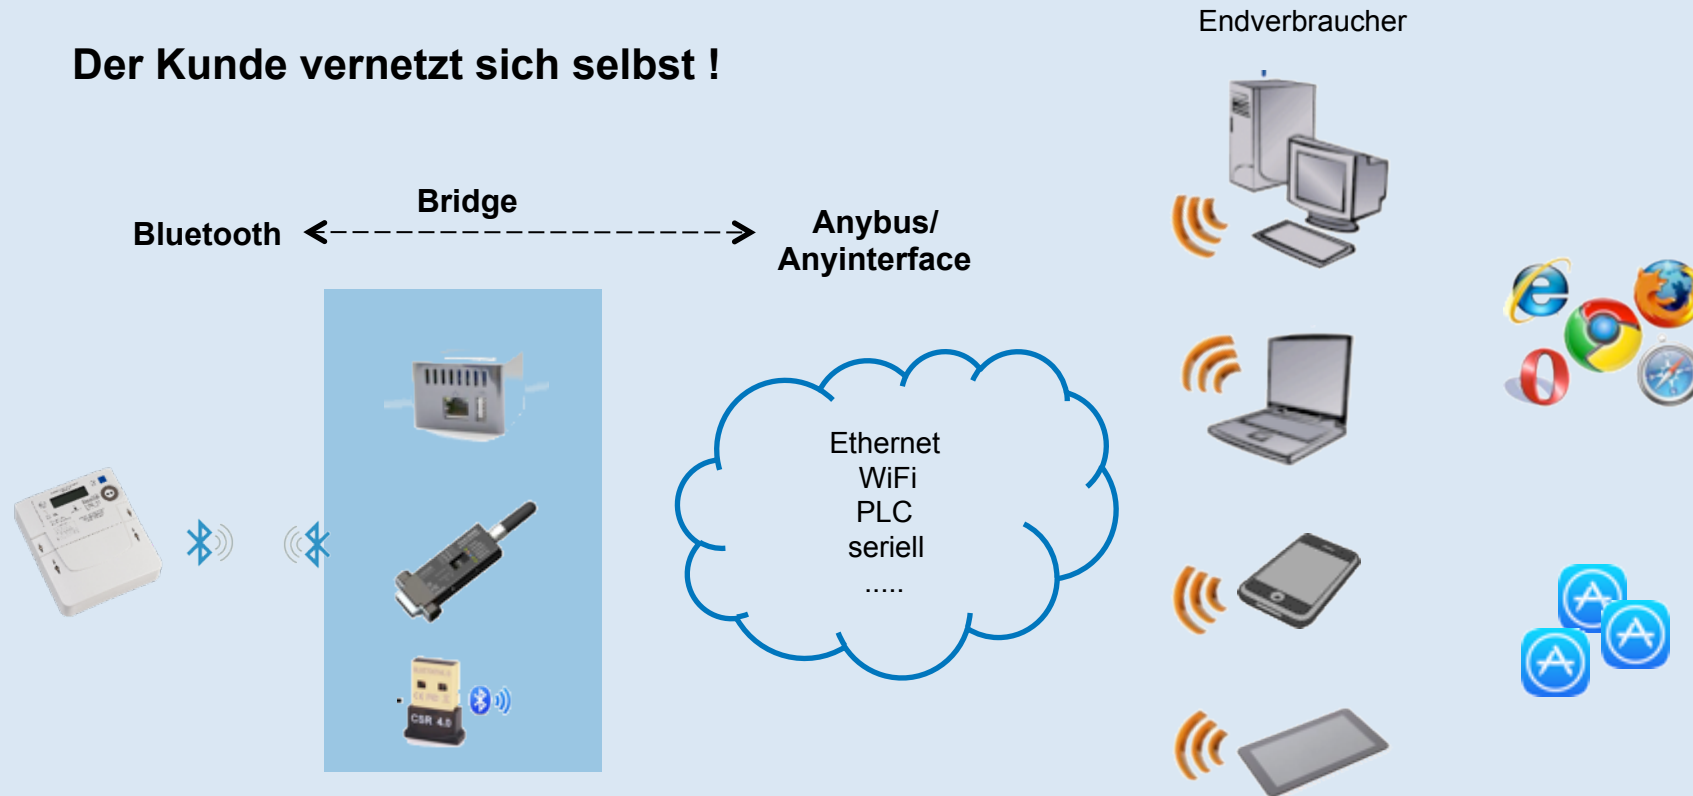 Endverbraucher
Der Kunde vernetzt sich selbst !
Bridge
Bluetooth
Anybus/
Anyinterface
Ethernet
WiFi
PLC
seriell
.....
CSR 4.0